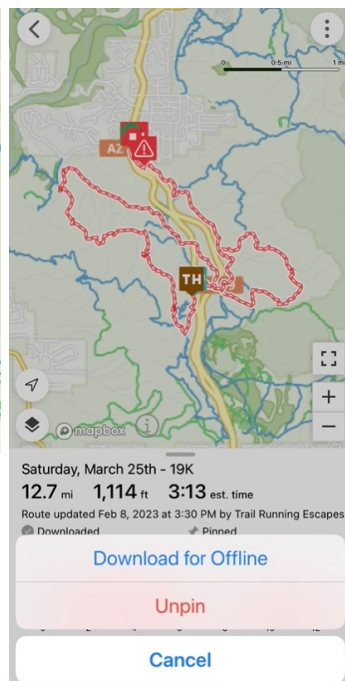 0 0.5 mi 1 mi
A2
TH
mapbox
Saturday, March 25th - 19K
12.7 mi 1,114 ft 3:13 est. time
Route updated Feb 8, 2023 at 3:30 PM by Trail Running Escapes
Downloaded Pinned
Download for Offline
Unpin
Cancel